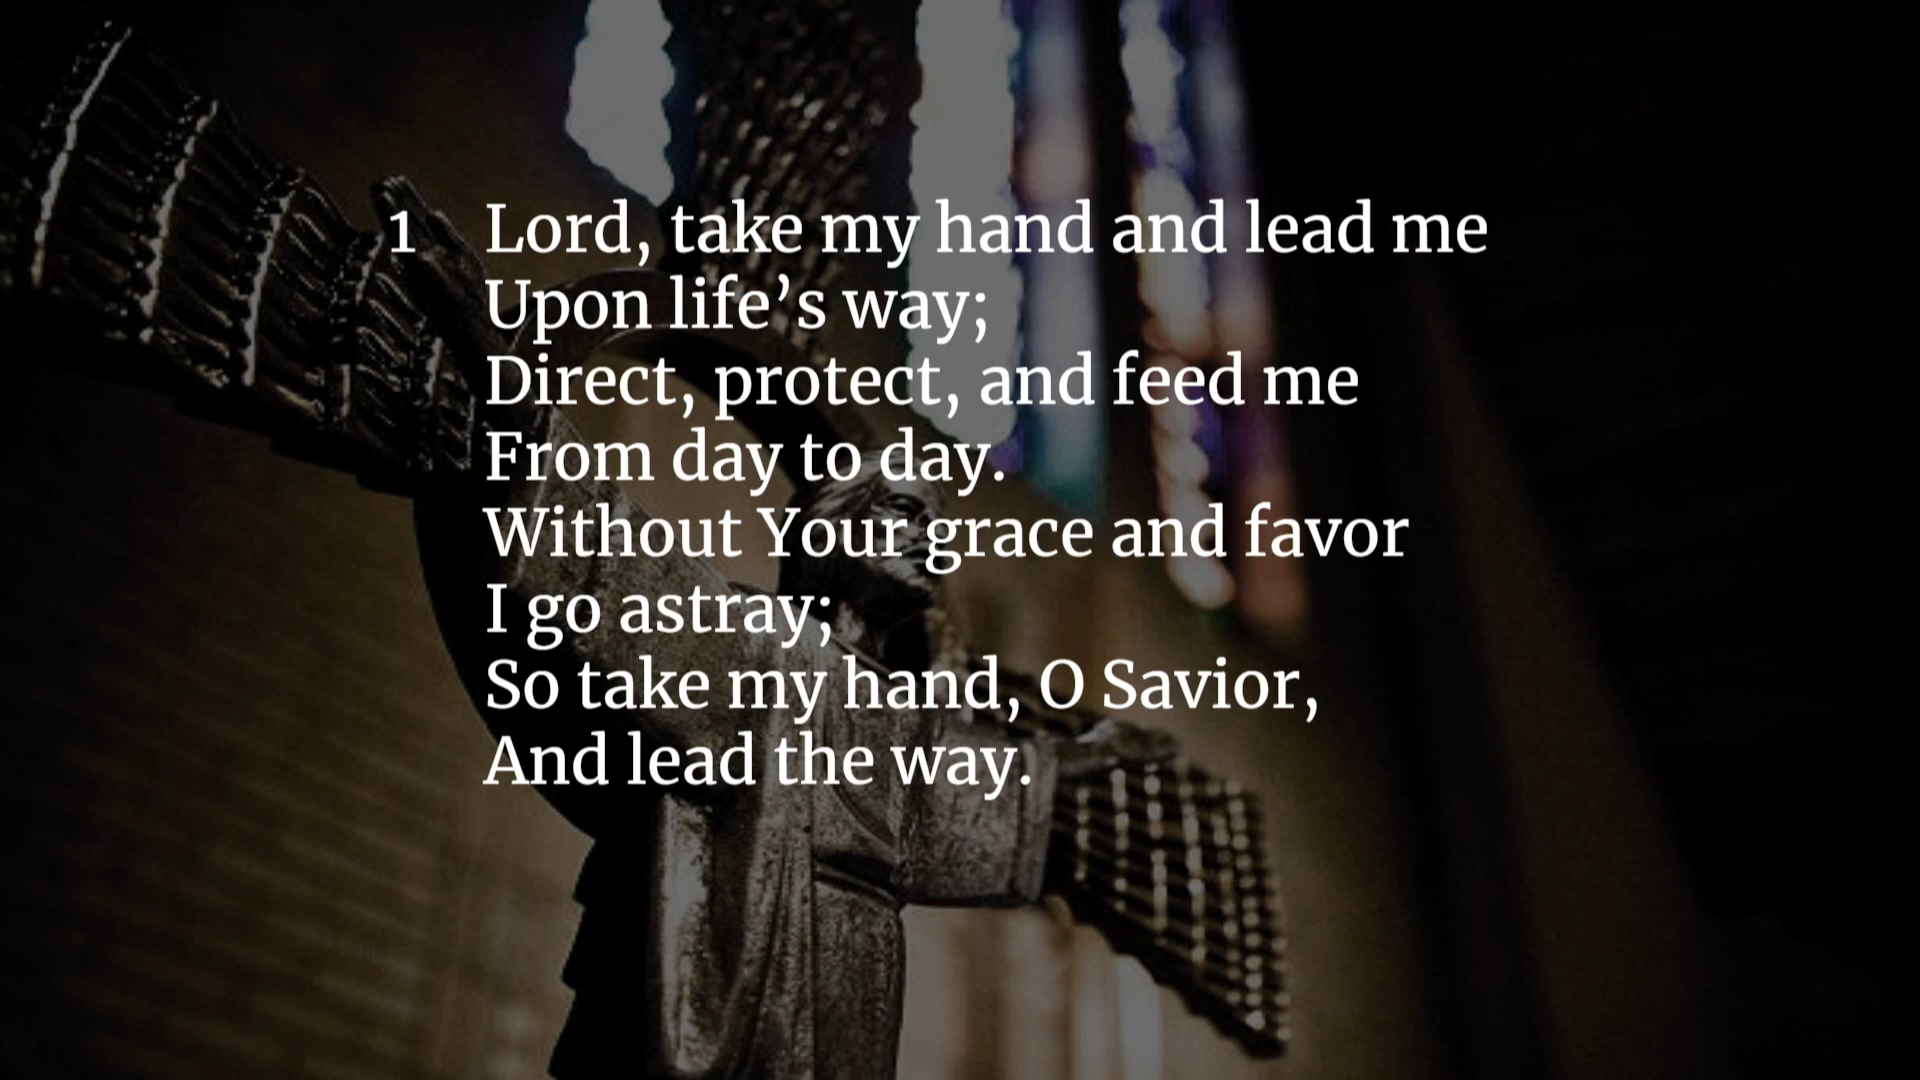 1 Lord, take my hand and lead me
Upon life’s way;
Direct, protect, and feed me
From day to day.
Without Your grace and favor
I go astray;
So take my hand, O Savior,
And lead the way.